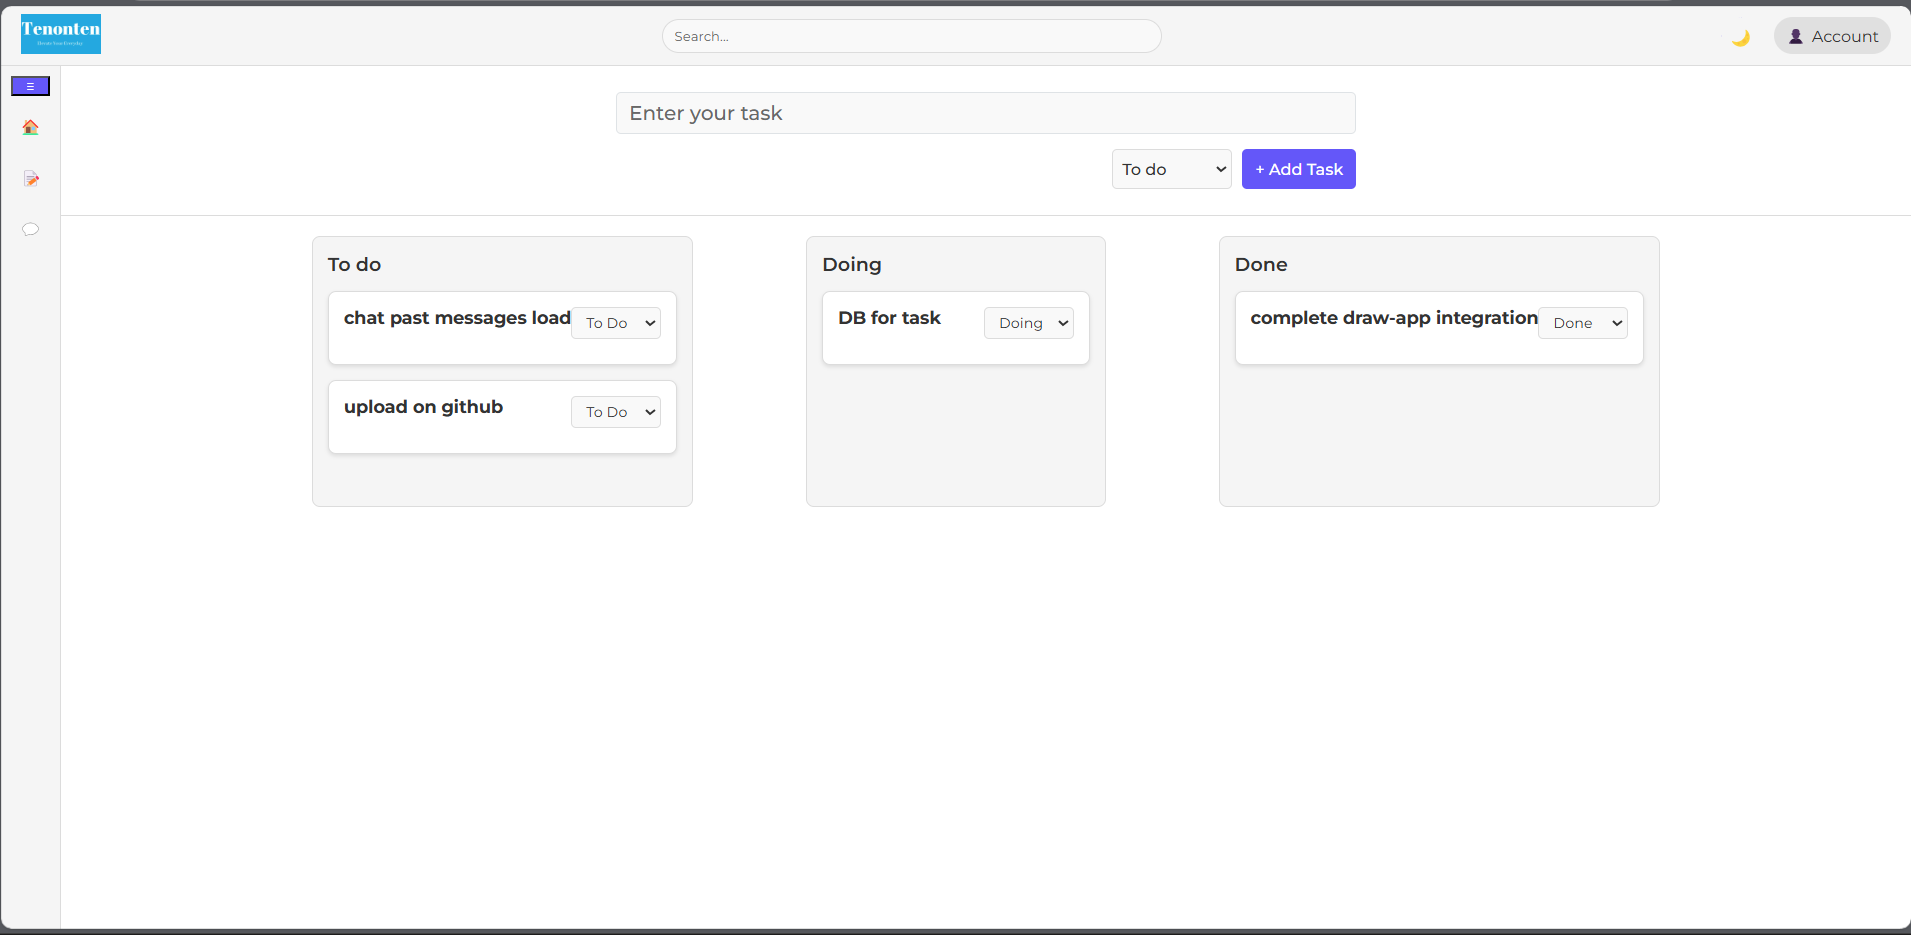 Tenonten
Search...
Account
Enter your task
To do
+ Add Task
To do
chat past messages load
To Do
upload on github
To Do
Doing
DB for task
Doing
Done
complete draw-app integration
Done